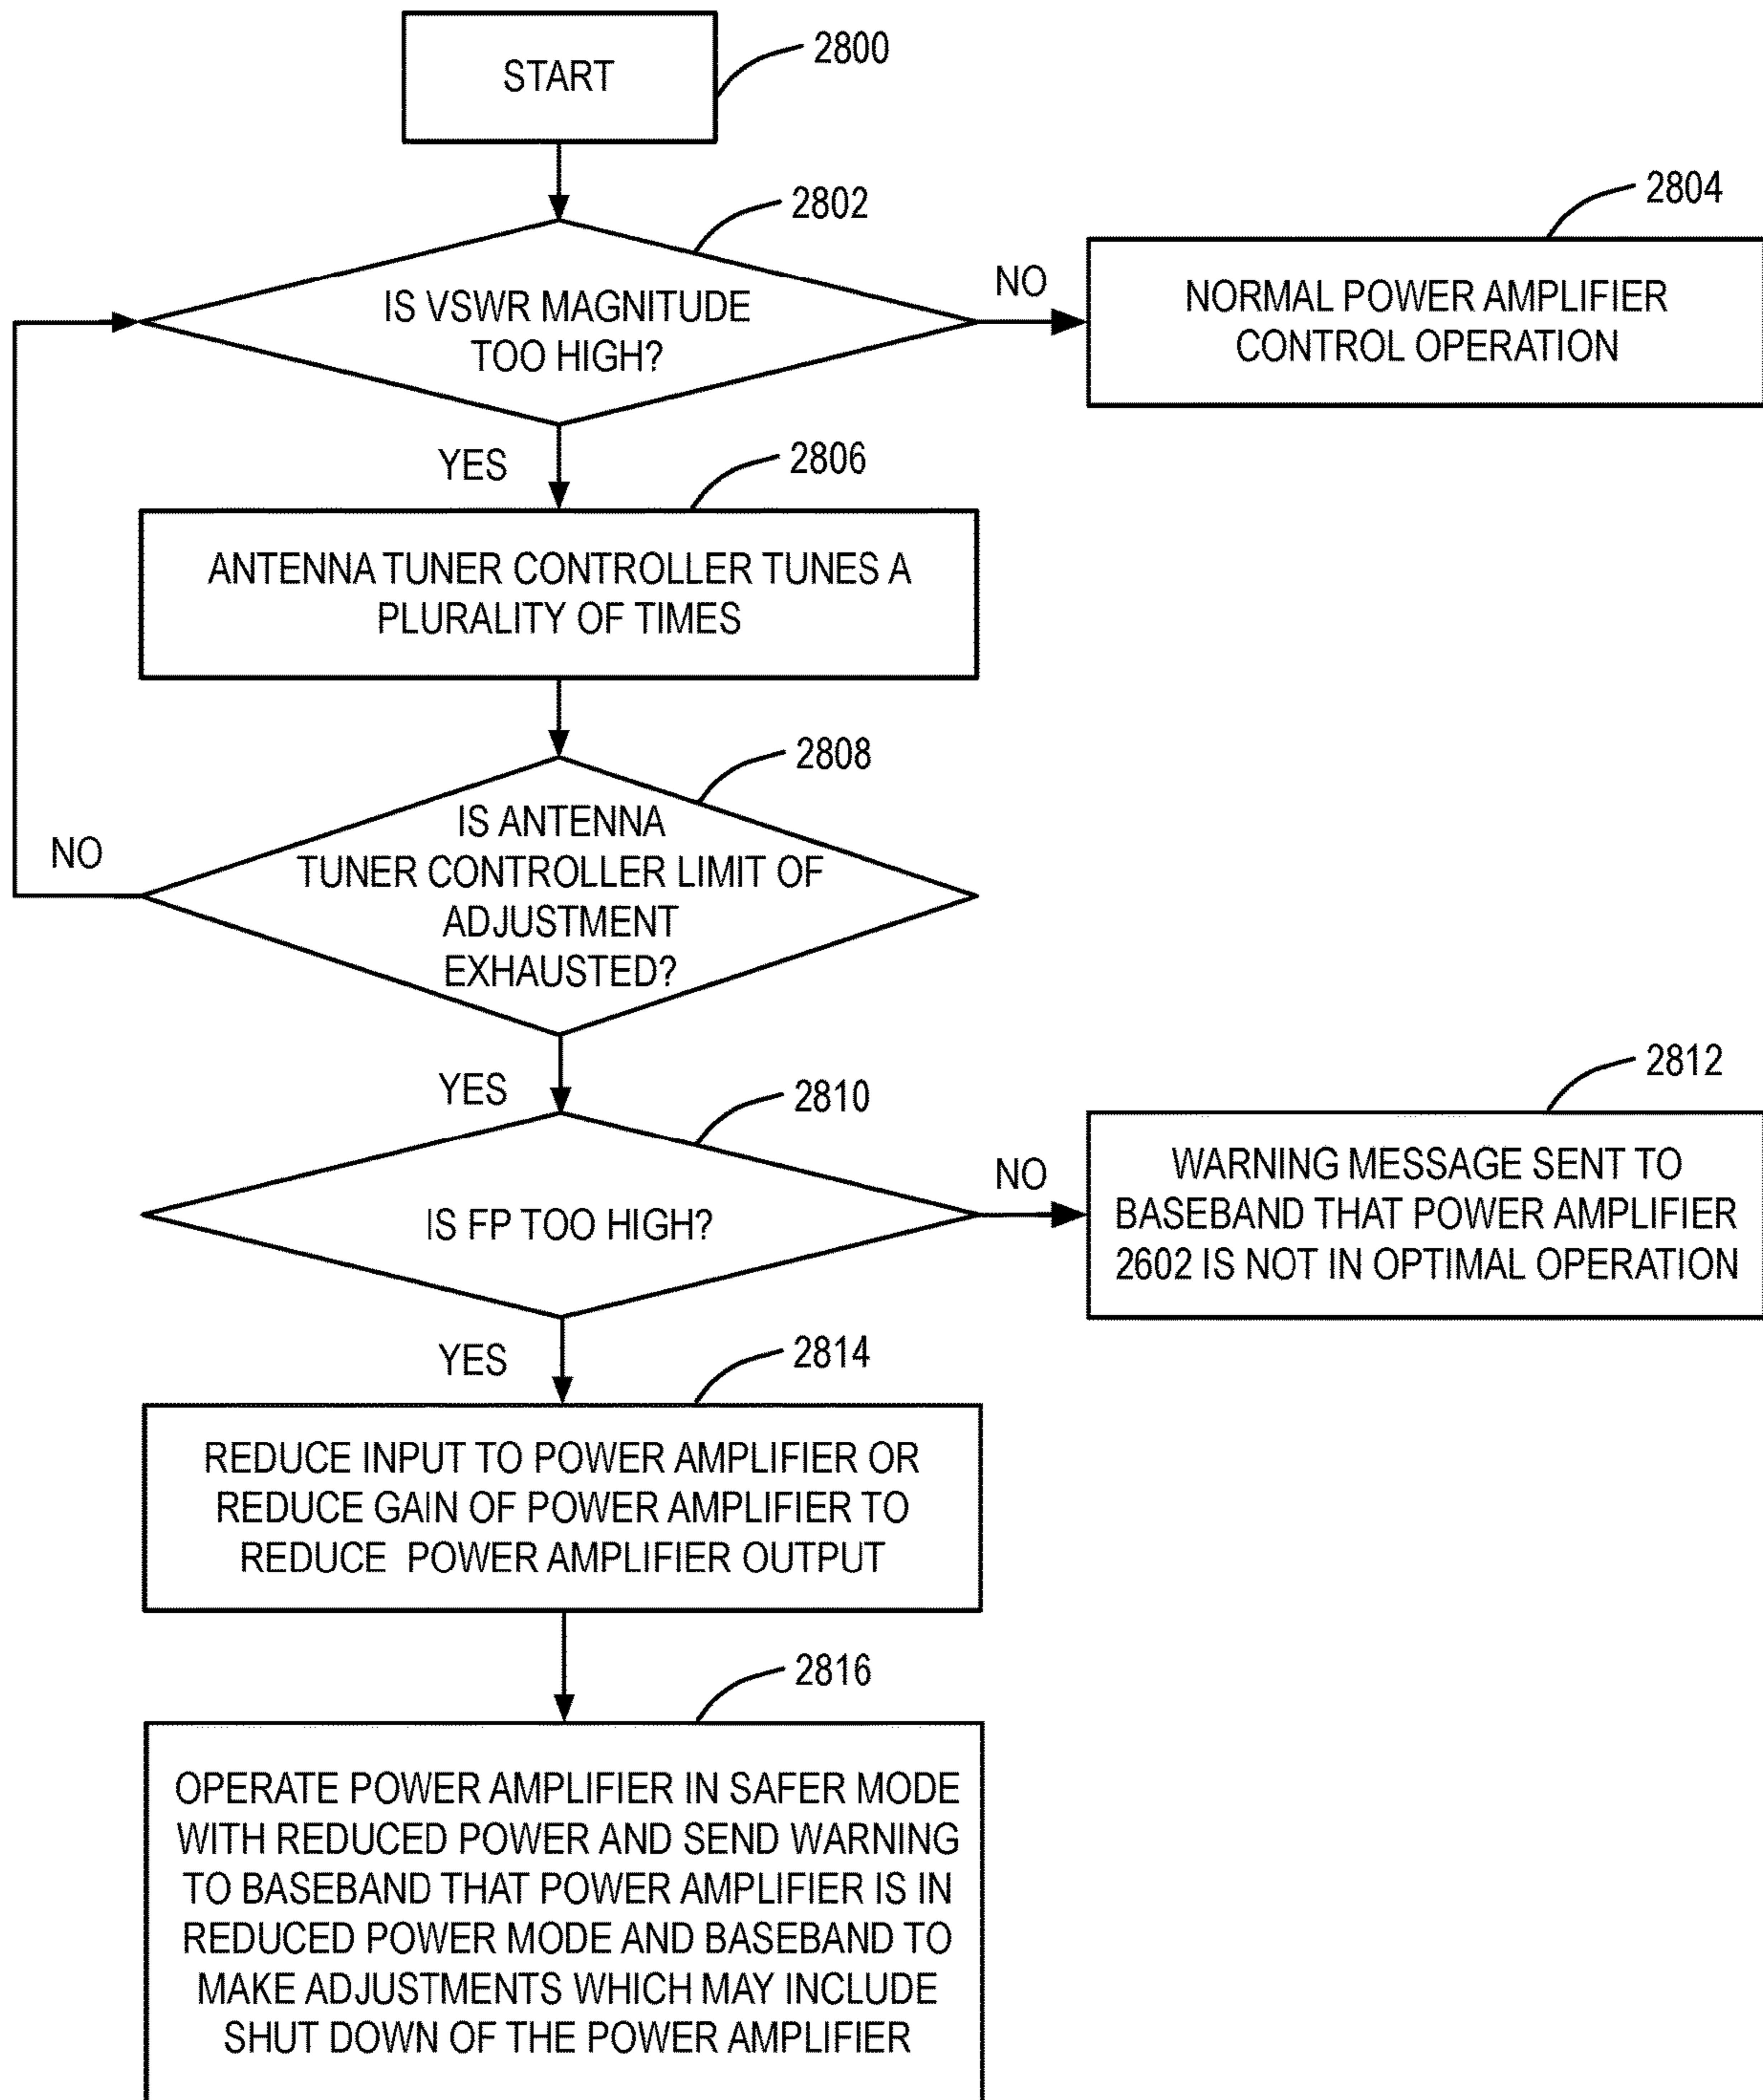 START
2800
2802
IS VSWR MAGNITUDE
TOO HIGH?
NO
2804
NORMAL POWER AMPLIFIER
CONTROL OPERATION
YES
2806
ANTENNA TUNER CONTROLLER TUNES A
PLURALITY OF TIMES
2808
IS ANTENNA
TUNER CONTROLLER LIMIT OF
ADJUSTMENT
EXHAUSTED?
NO
YES
2810
IS FP TOO HIGH?
NO
2812
WARNING MESSAGE SENT TO
BASEBAND THAT POWER AMPLIFIER
2602 IS NOT IN OPTIMAL OPERATION
YES
2814
REDUCE INPUT TO POWER AMPLIFIER OR
REDUCE GAIN OF POWER AMPLIFIER TO
REDUCE POWER AMPLIFIER OUTPUT
2816
OPERATE POWER AMPLIFIER IN SAFER MODE
WITH REDUCED POWER AND SEND WARNING
TO BASEBAND THAT POWER AMPLIFIER IS IN
REDUCED POWER MODE AND BASEBAND TO
MAKE ADJUSTMENTS WHICH MAY INCLUDE
SHUT DOWN OF THE POWER AMPLIFIER